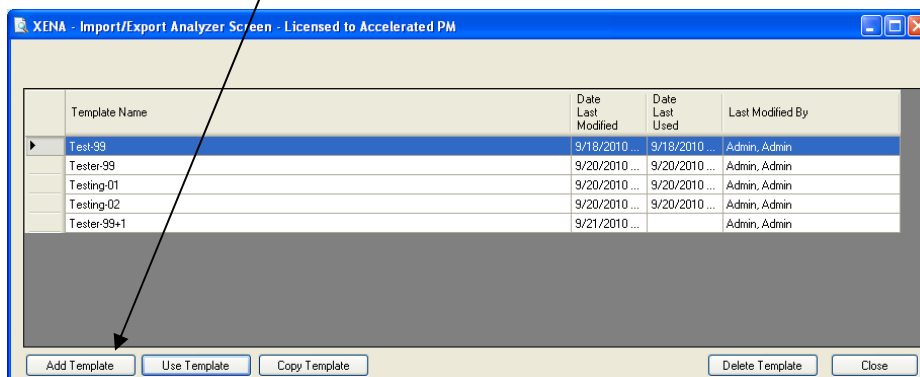 XENA - Import/Export Analyzer Screen - Licensed to Accelerated PM
Template Name Date Last Modified Date Last Used Last Modified By
Test-99 9/18/2010 ... 9/18/2010 ... Admin, Admin
Tester-99 9/20/2010 ... 9/20/2010 ... Admin, Admin
Testing-01 9/20/2010 ... 9/20/2010 ... Admin, Admin
Testing-02 9/20/2010 ... 9/20/2010 ... Admin, Admin
Tester-99+1 9/21/2010 ... Admin, Admin
Add Template Use Template Copy Template Delete Template Close